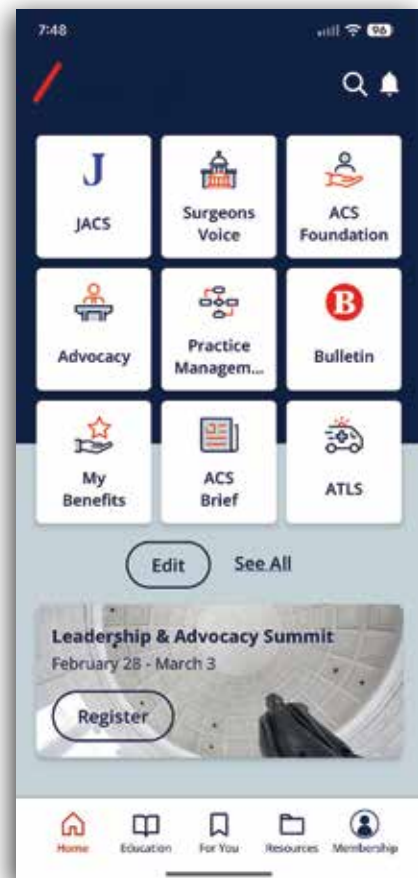 7:48
96
J
JACS
Surgeons
Voice
ACS
Foundation
Advocacy
Practice
Managem...
B
Bulletin
My
Benefits
ACS
Brief
ATLS
Edit
See All
Leadership & Advocacy Summit
February 28 - March 3
Register
Home
Education
For You
Resources
Membership